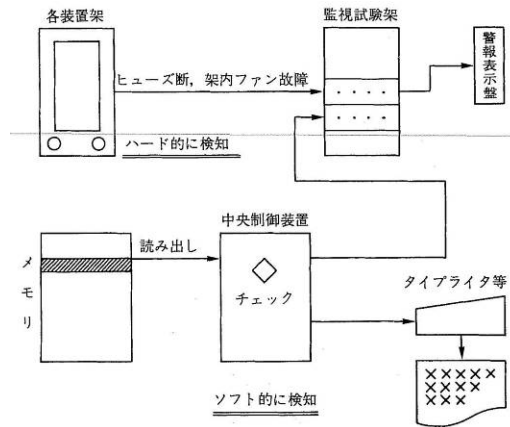 各装置架
監視試験架
警報表示盤
ヒューズ断，架内ファン故障
ハード的に検知
中央制御装置
読み出し
メモリ
チェック
タイプライタ等
×××××
××××
×××
ソフト的に検知